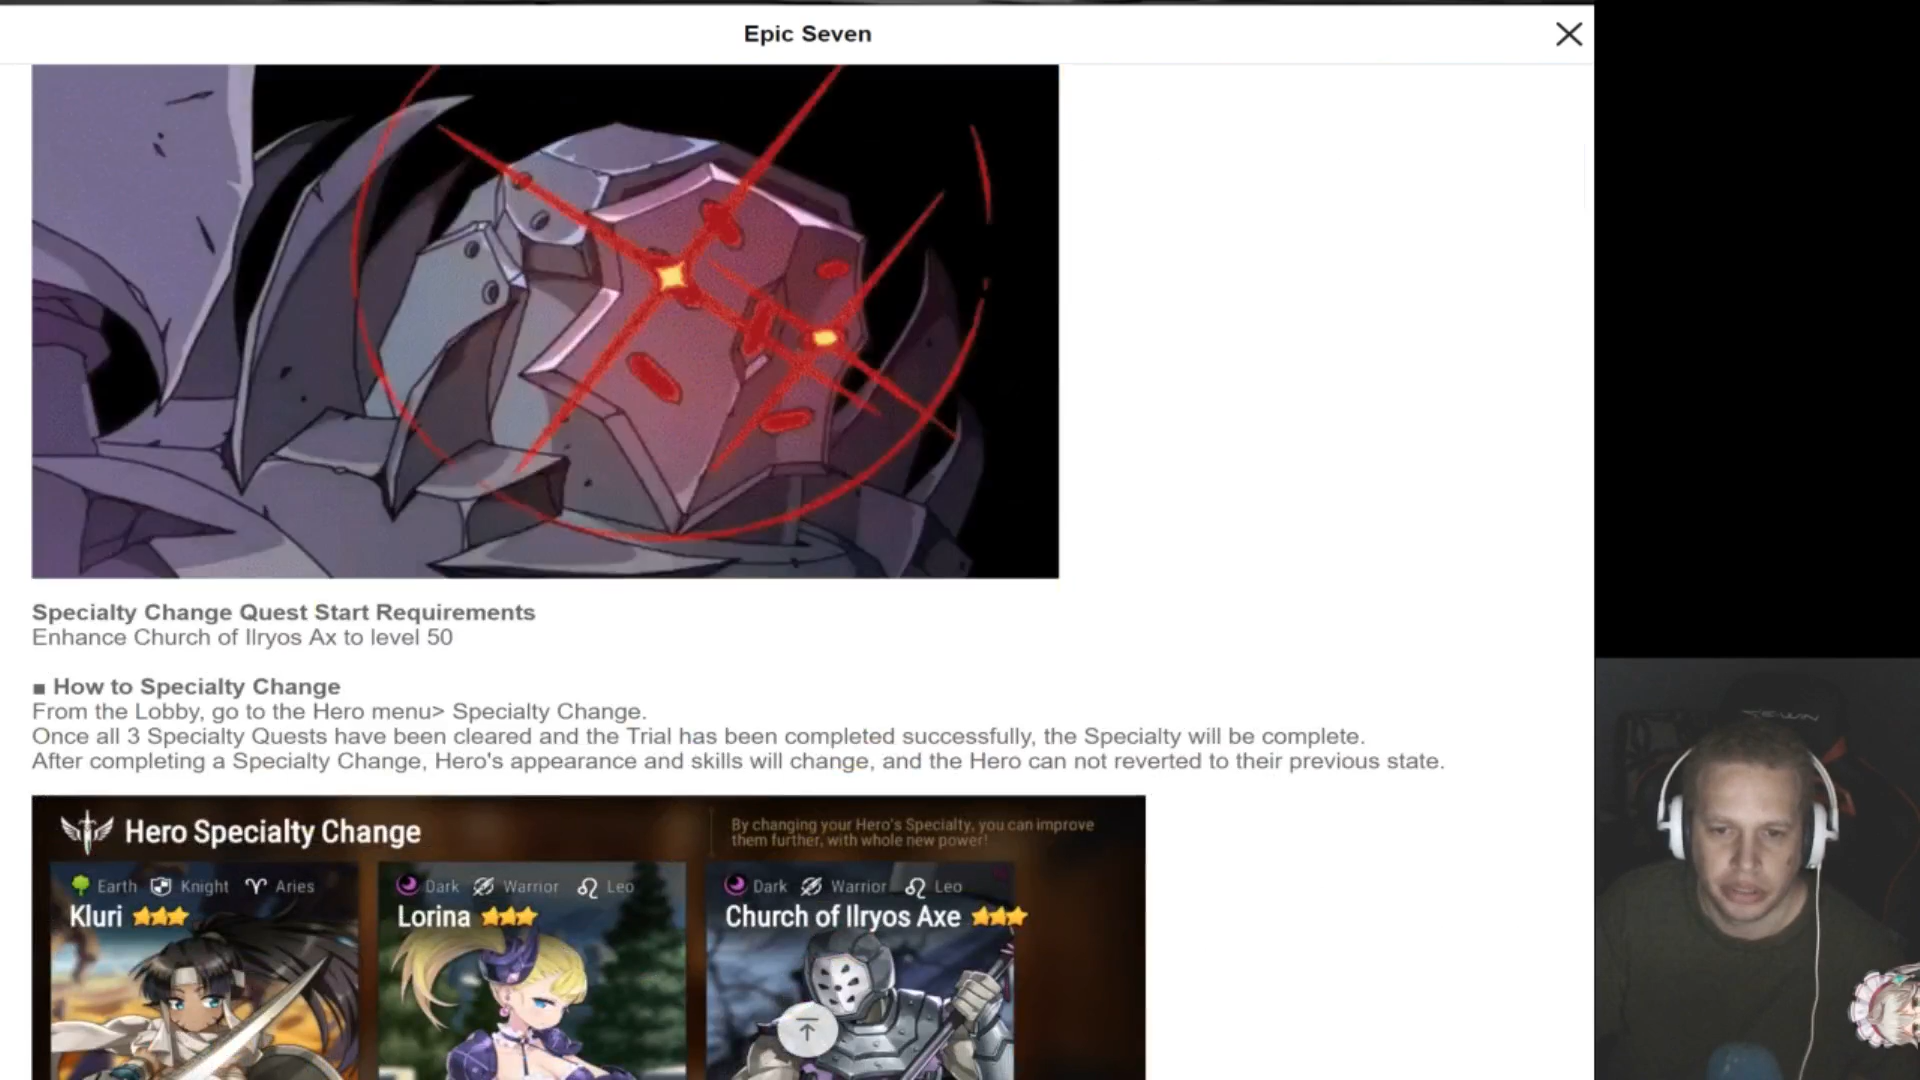 Epic Seven
Specialty Change Quest Start Requirements
Enhance Church of Ilryos Ax to level 50
■ How to Specialty Change
From the Lobby, go to the Hero menu> Specialty Change.
Once all 3 Specialty Quests have been cleared and the Trial has been completed successfully, the Specialty will be complete.
After completing a Specialty Change, Hero's appearance and skills will change, and the Hero can not reverted to their previous state.
Hero Specialty Change
By changing your Hero's Specialty, you can improve
them further, with whole new power!
Earth Knight Aries
Kluri
Dark Warrior Leo
Lorina
Dark Warrior Leo
Church of Ilryos Axe